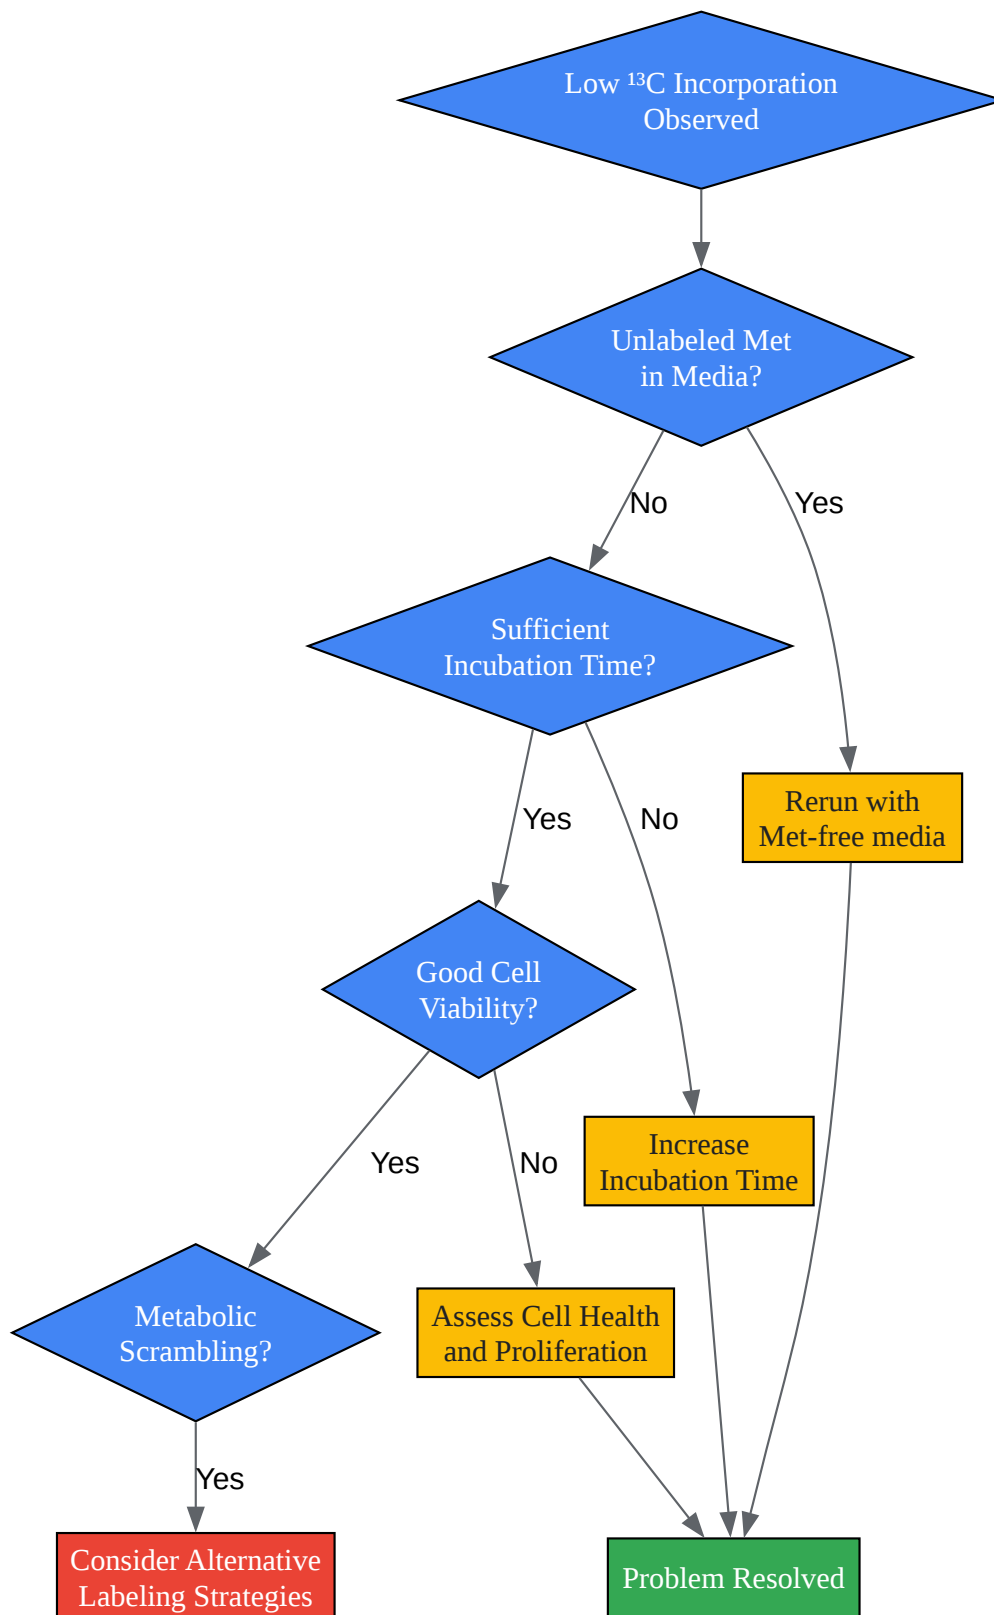 Low ¹³C Incorporation
Observed
Unlabeled Met
in Media?
No
Yes
Sufficient
Incubation Time?
Rerun with
Met-free media
Yes
No
Good Cell
Viability?
Increase
Incubation Time
Yes
No
Metabolic
Scrambling?
Assess Cell Health
and Proliferation
Yes
Consider Alternative
Labeling Strategies
Problem Resolved